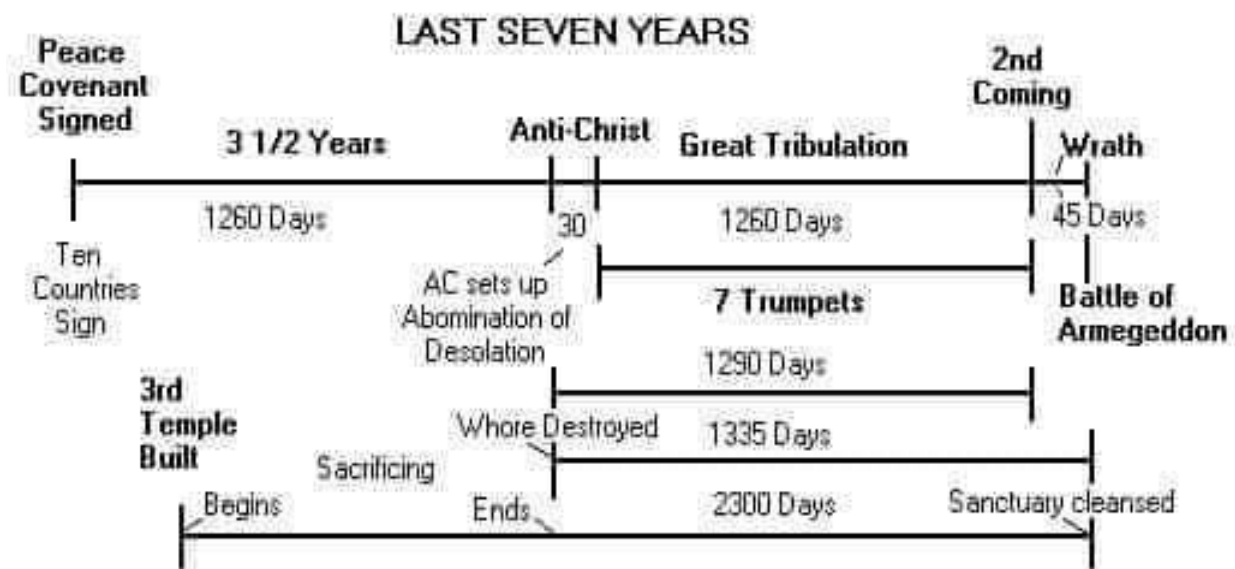 LAST SEVEN YEARS
Peace
Covenant
Signed
2nd
Coming
3 1/2 Years
Anti-Christ
Great Tribulation
Wrath
1260 Days
30
1260 Days
45 Days
Ten
Countries
Sign
AC sets up
Abomination of
Desolation
7 Trumpets
Battle of
Armegeddon
1290 Days
3rd
Temple
Built
Whore Destroyed
1335 Days
Sacrificing
Begins
Ends
2300 Days
Sanctuary cleansed